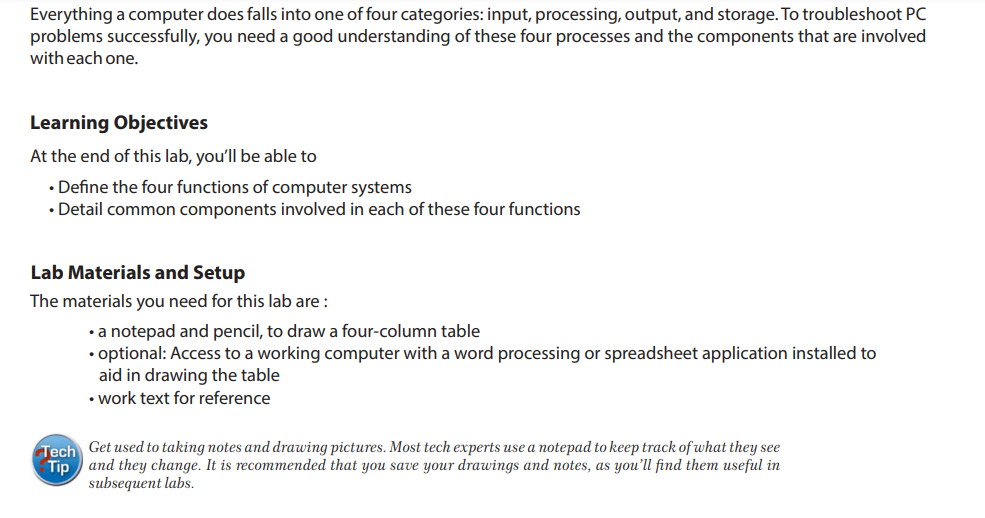 Everything a computer does falls into one of four categories: input, processing, output, and storage. To troubleshoot PC
problems successfully, you need a good understanding of these four processes and the components that are involved
with each one.
Learning Objectives
At the end of this lab, you’ll be able to
• Define the four functions of computer systems
• Detail common components involved in each of these four functions
Lab Materials and Setup
The materials you need for this lab are :
• a notepad and pencil, to draw a four-column table
• optional: Access to a working computer with a word processing or spreadsheet application installed to
aid in drawing the table
• work text for reference
Tech
Tip
Get used to taking notes and drawing pictures. Most tech experts use a notepad to keep track of what they see
and they change. It is recommended that you save your drawings and notes, as you’ll find them useful in
subsequent labs.